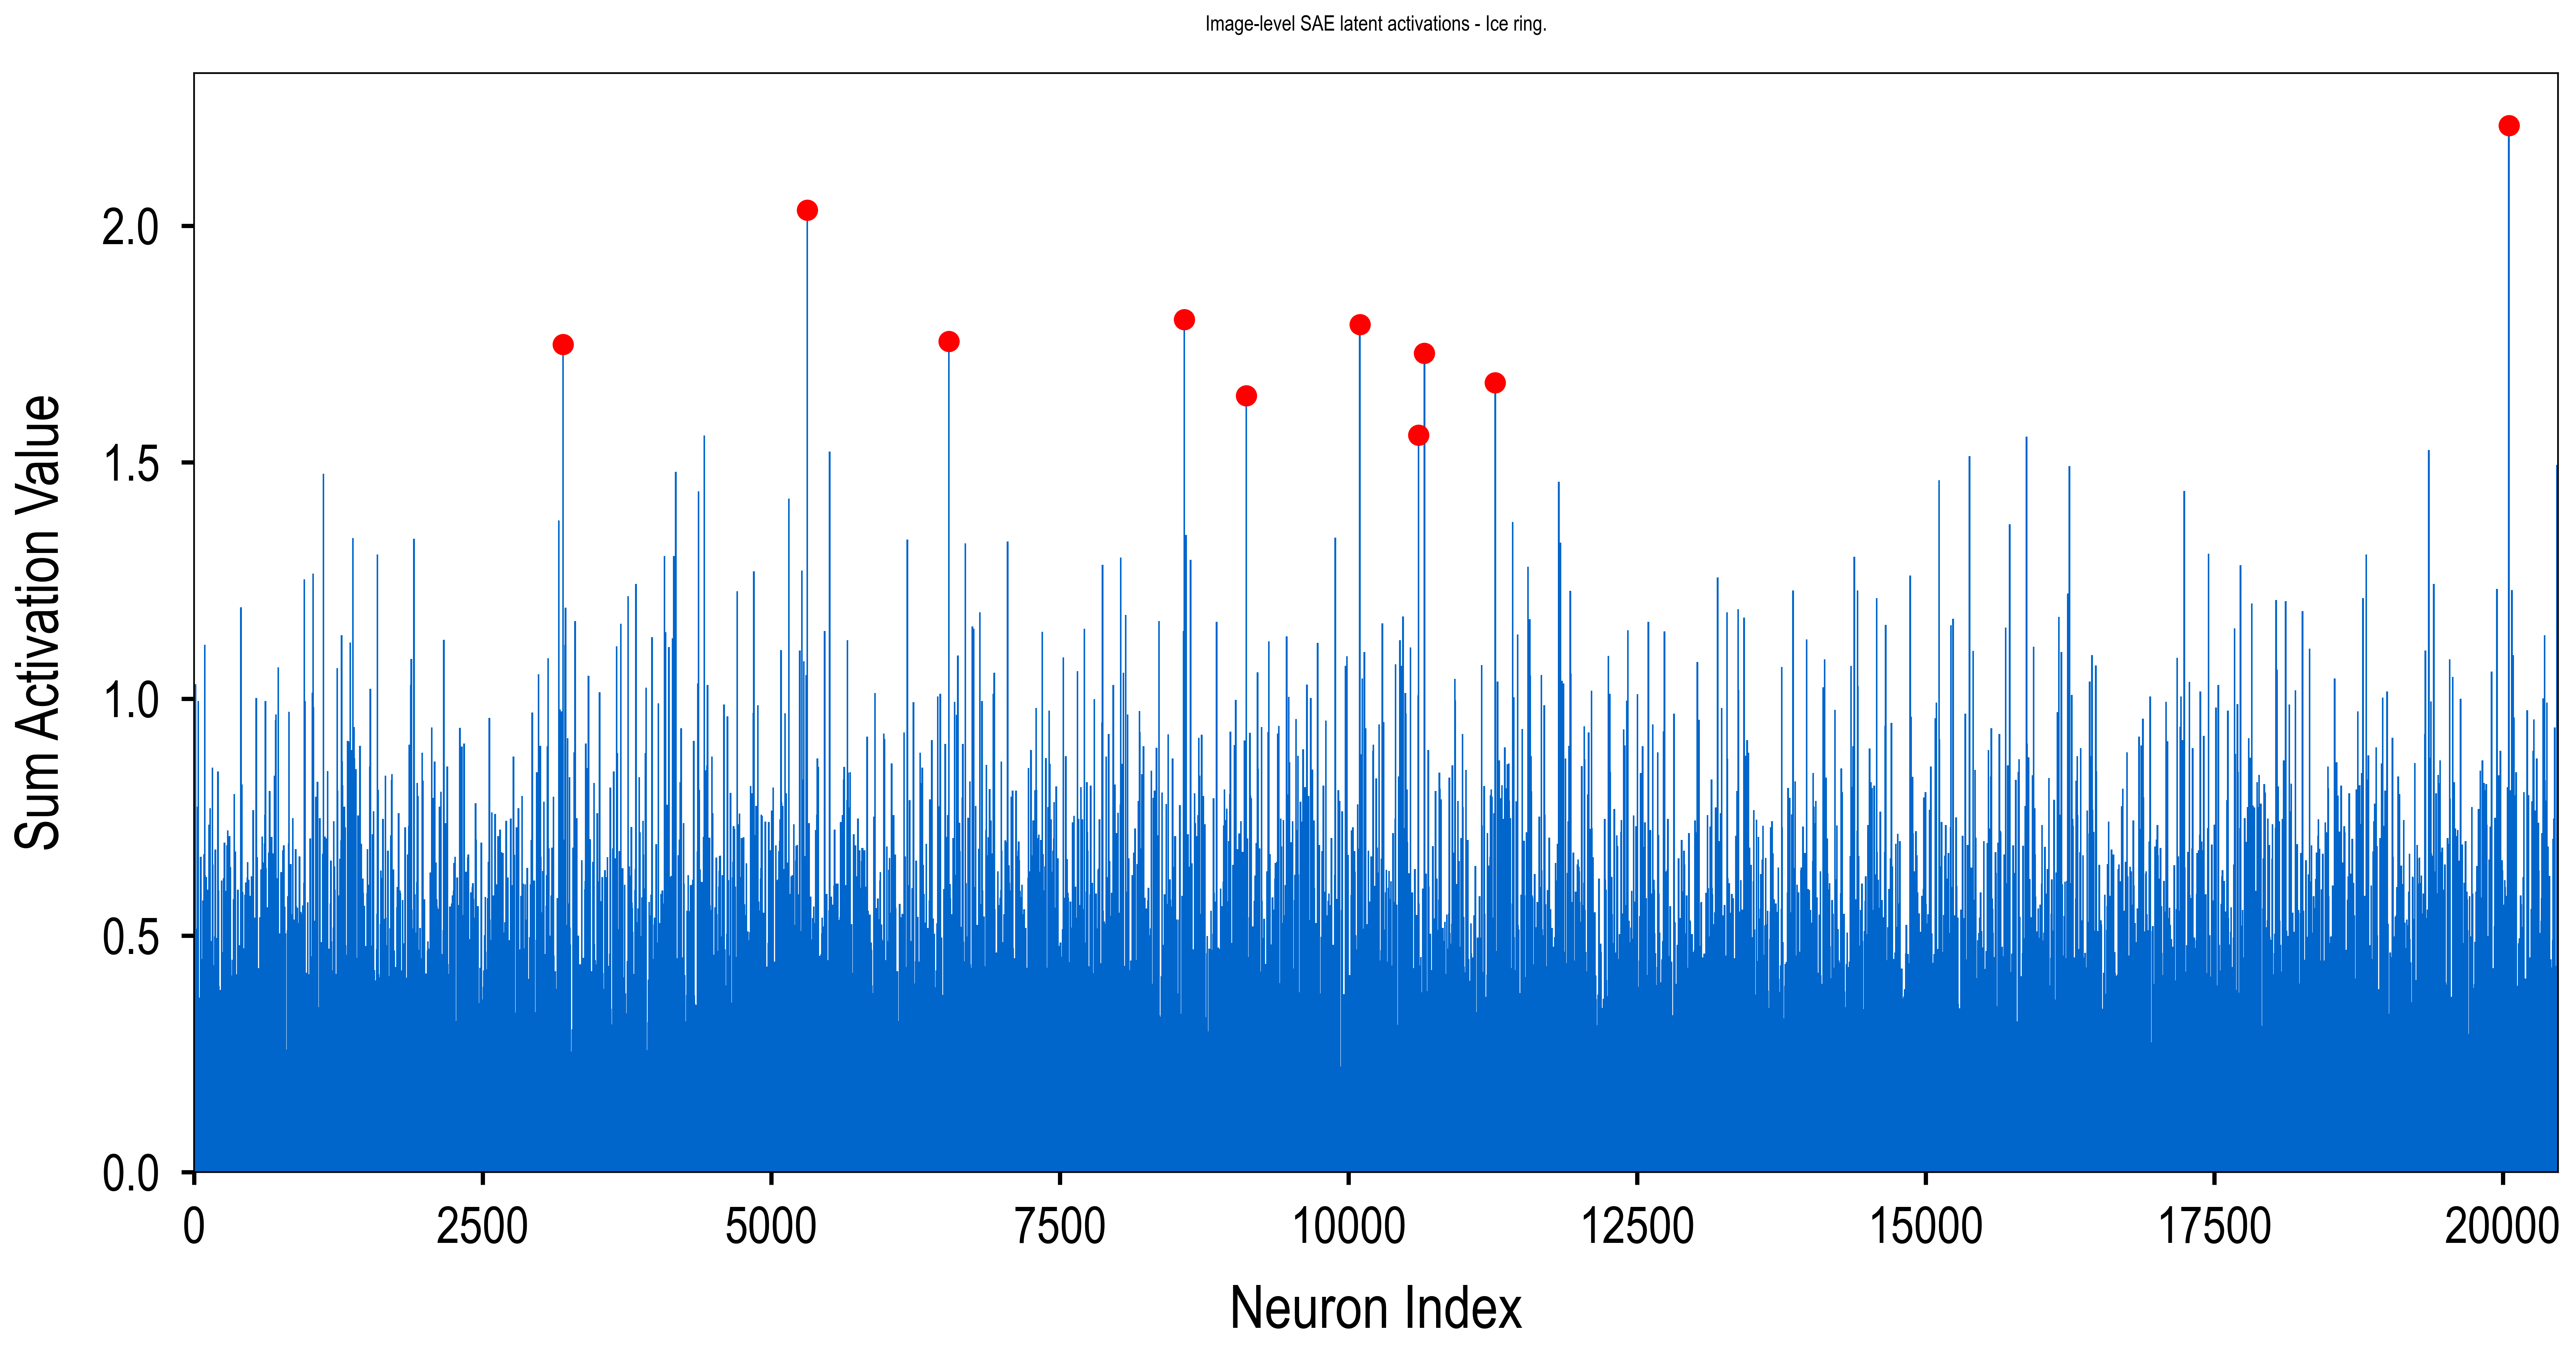 Image-level SAE latent activations - Ice ring.
2.0
1.5
1.0
0.5
0.0
Sum Activation Value
0 2500 5000 7500 10000 12500 15000 17500 20000
Neuron Index